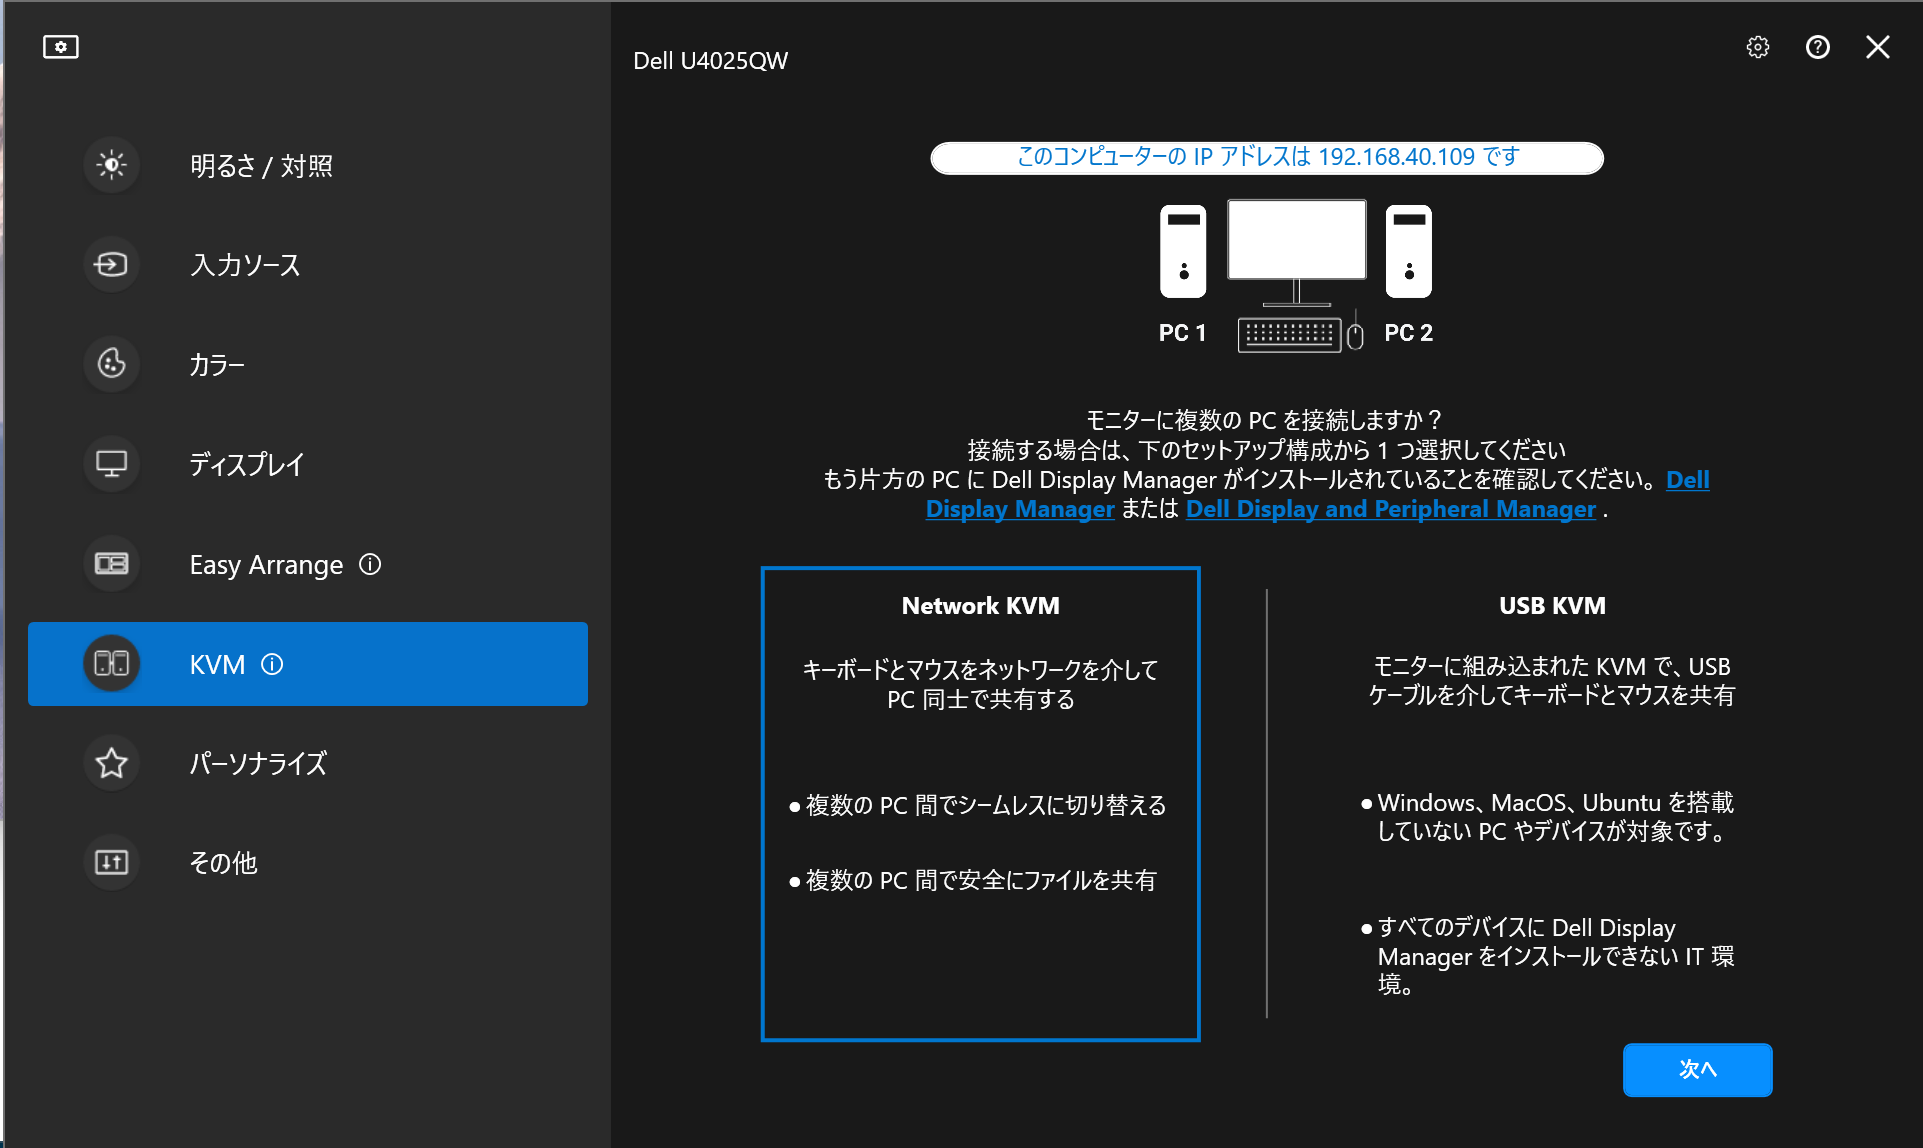 Dell U4025QW
明るさ / 対照
入力ソース
カラー
ディスプレイ
Easy Arrange
KVM
パーソナライズ
その他
このコンピューターの IP アドレスは 192.168.40.109 です
PC 1
PC 2
モニターに複数の PC を接続しますか？
接続する場合は、下のセットアップ構成から 1 つ選択してください
もう片方の PC に Dell Display Manager がインストールされていることを確認してください。 Dell
Display Manager または Dell Display and Peripheral Manager .
Network KVM
キーボードとマウスをネットワークを介して
PC 同士で共有する
●複数の PC 間でシームレスに切り替える
●複数の PC 間で安全にファイルを共有
USB KVM
モニターに組み込まれた KVM で、USB
ケーブルを介してキーボードとマウスを共有
●Windows、MacOS、Ubuntu を搭載
していない PC やデバイスが対象です。
●すべてのデバイスに Dell Display
Manager をインストールできない IT 環
境。
次へ